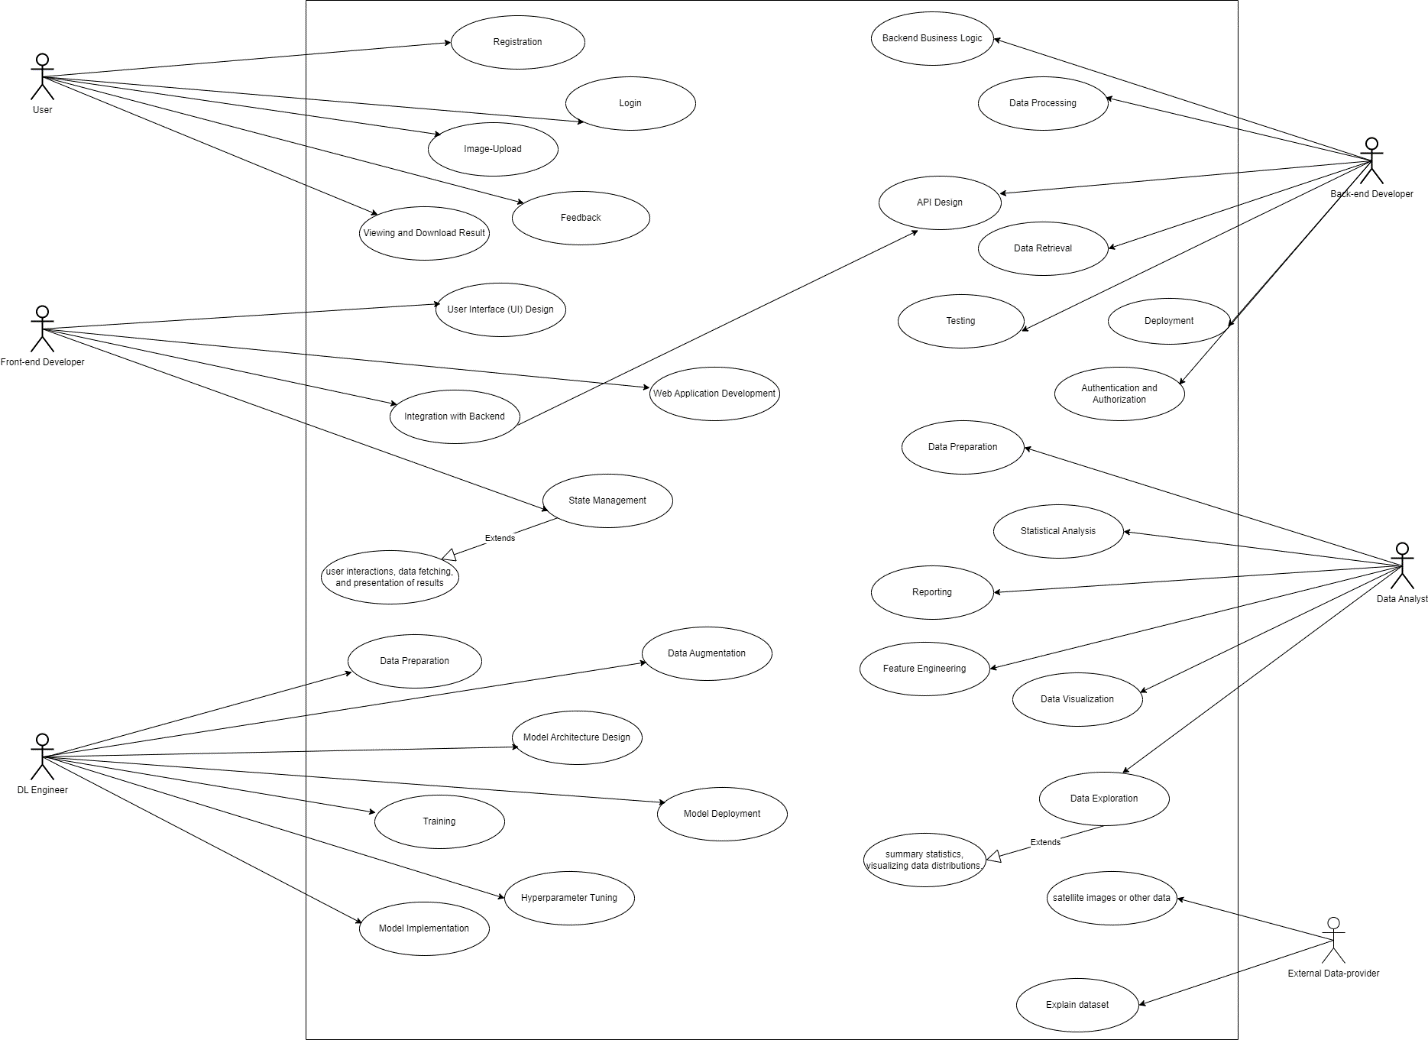 Registration
Login
User
Image-Upload
Feedback
Viewing and Download Result
User Interface (UI) Design
Front-end Developer
Web Application Development
Integration with Backend
State Management
Extends
user interactions, data fetching,
and presentation of results
Data Preparation
Data Augmentation
Model Architecture Design
DL Engineer
Model Deployment
Training
Hyperparameter Tuning
Model Implementation
Backend Business Logic
Data Processing
Back-end Developer
API Design
Data Retrieval
Testing
Deployment
Authentication and
Authorization
Data Preparation
Statistical Analysis
Reporting
Data Analyst
Feature Engineering
Data Visualization
Data Exploration
Extends
summary statistics,
visualizing data distributions,
satellite images or other data
External Data-provider
Explain dataset